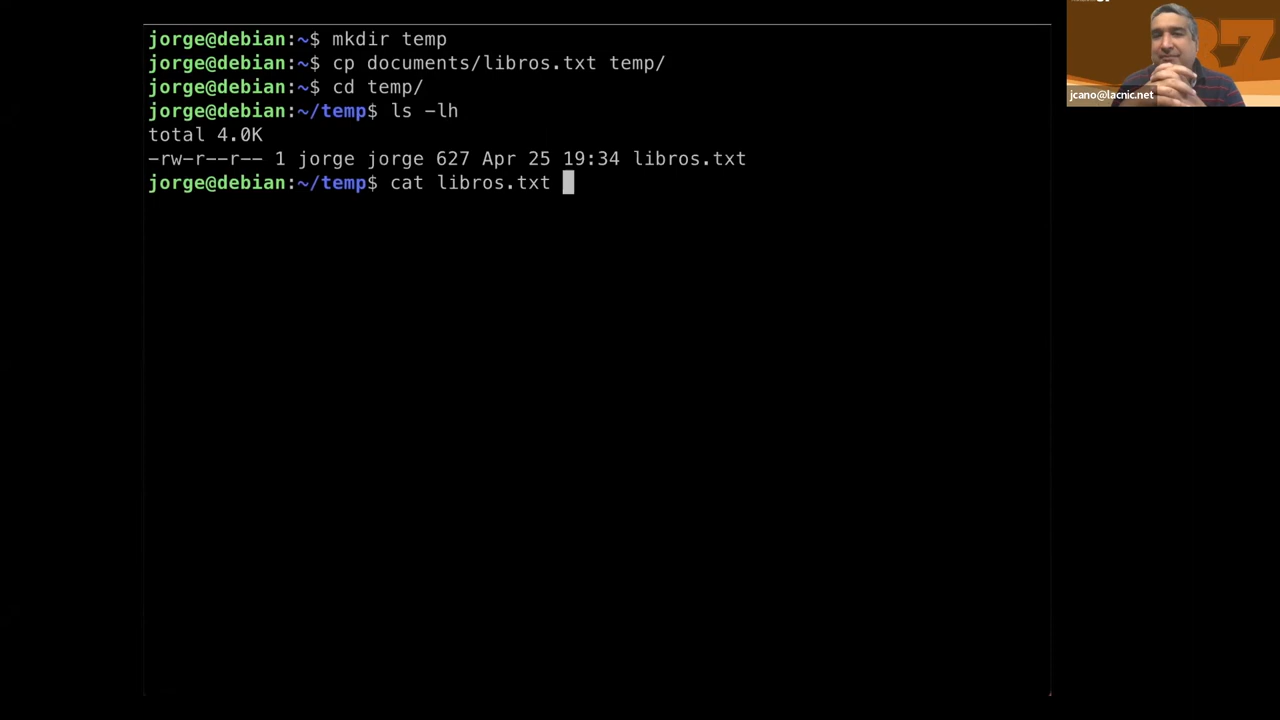 jorge@debian:~$ mkdir temp
jorge@debian:~$ cp documents/libros.txt temp/
jorge@debian:~$ cd temp/
jorge@debian:~/temp$ ls -lh
total 4.0K
-rw-r--r-- 1 jorge jorge 627 Apr 25 19:34 libros.txt
jorge@debian:~/temp$ cat libros.txt
37
jcano@lacnic.net